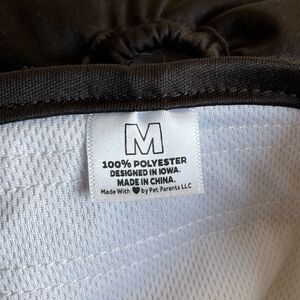 M
100% POLYESTER
DESIGNED IN IOWA.
MADE IN CHINA.
Made With ♥ by Pet Parents LLC